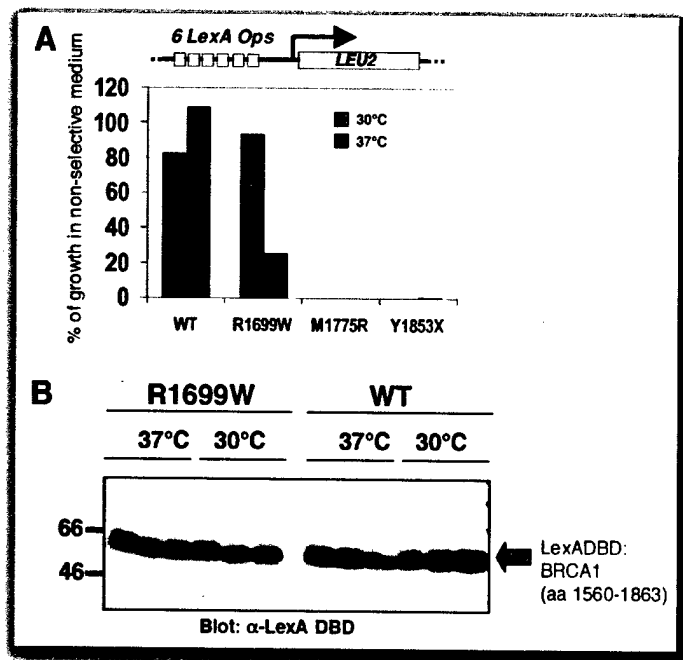 A
6 LexA Ops
LEU2
% of growth in non-selective medium
120
100
80
60
40
20
0
30°C
37°C
WT R1699W M1775R Y1853X
B
R1699W WT
37°C 30°C 37°C 30°C
66
46
LexADBD:
BRCA1
(aa 1560-1863)
Blot: α-LexA DBD